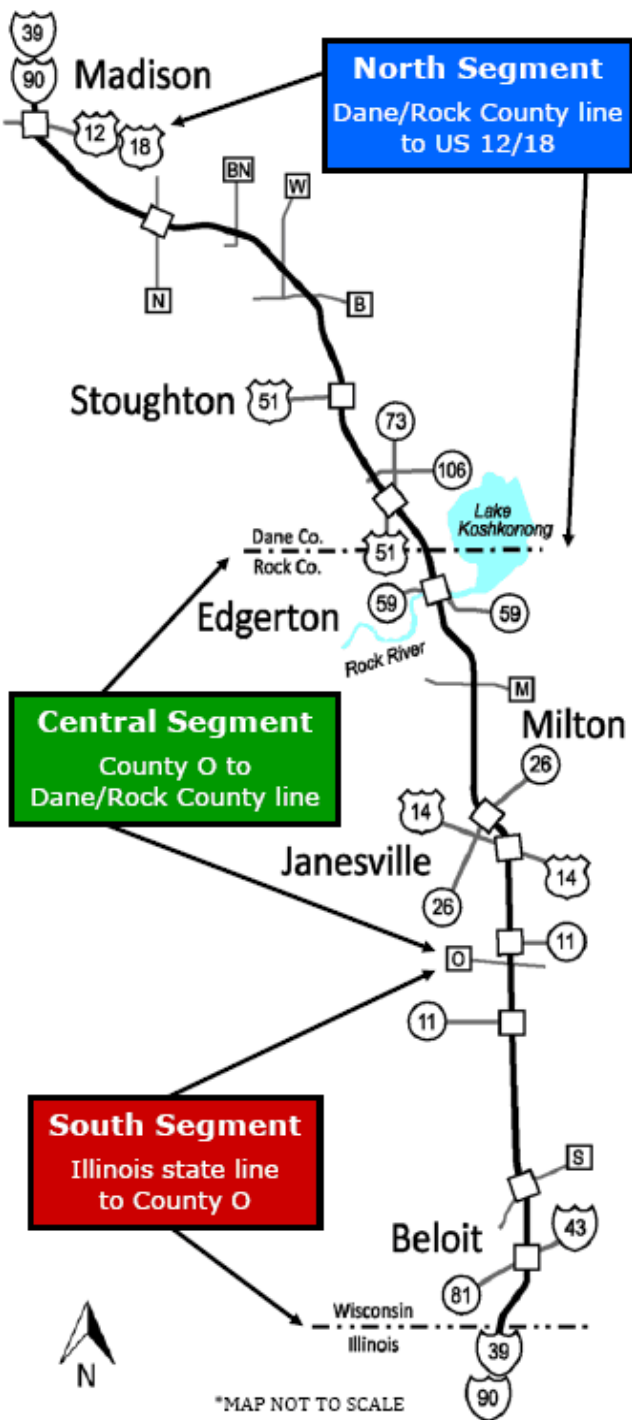 39
90
Madison
North Segment
Dane/Rock County line
to US 12/18
12
18
BN
W
N
B
Stoughton
51
73
106
Lake
Koshkonong
Dane Co.
Rock Co.
51
Edgerton
59
59
Rock River
M
Central Segment
County O to
Dane/Rock County line
Milton
26
14
Janesville
14
26
11
O
11
South Segment
Illinois state line
to County O
S
Beloit
43
81
Wisconsin
Illinois
39
90
N
*MAP NOT TO SCALE